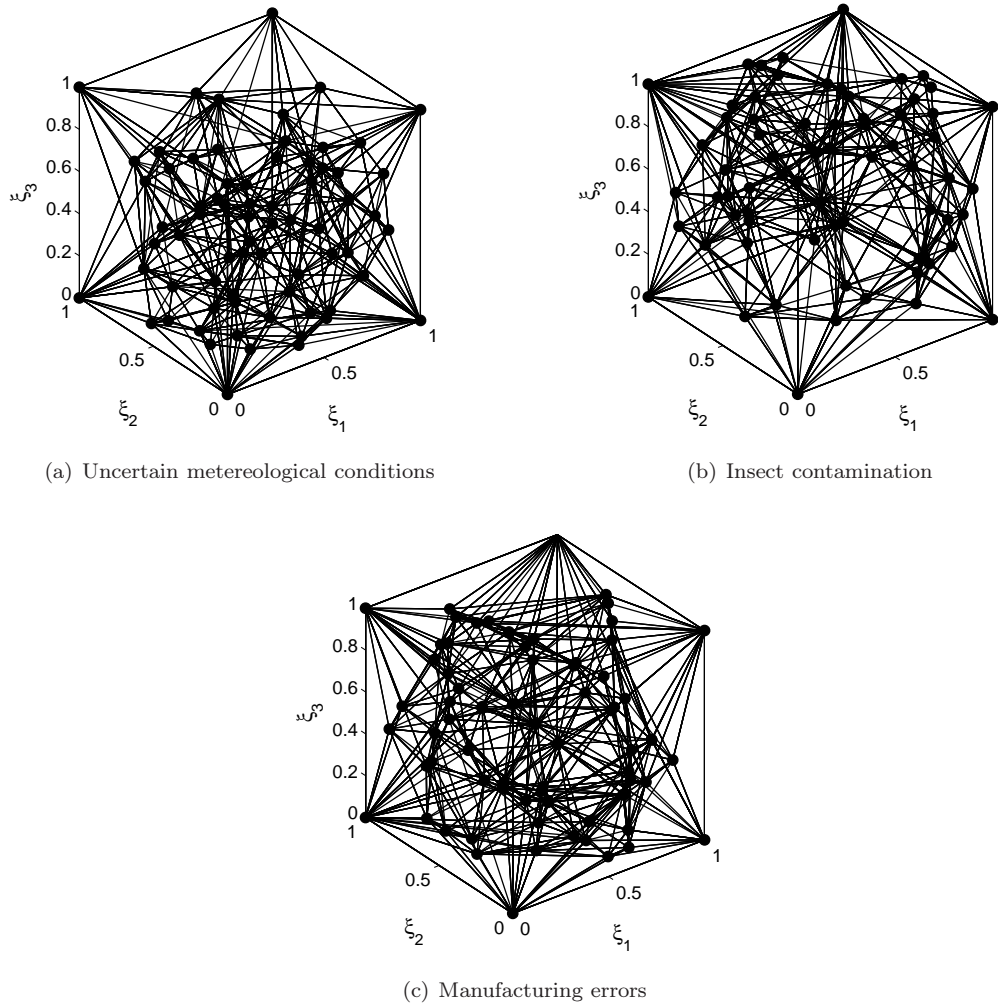 1
0.8
0.6
ξ3
0.4
0.2
0
1
0.5
ξ2
0 0
ξ1
0.5
1
(a) Uncertain metereological conditions
1
0.8
0.6
ξ3
0.4
0.2
0
1
0.5
ξ2
0 0
ξ1
0.5
1
(b) Insect contamination
1
0.8
0.6
ξ3
0.4
0.2
0
1
0.5
ξ2
0 0
ξ1
0.5
1
(c) Manufacturing errors